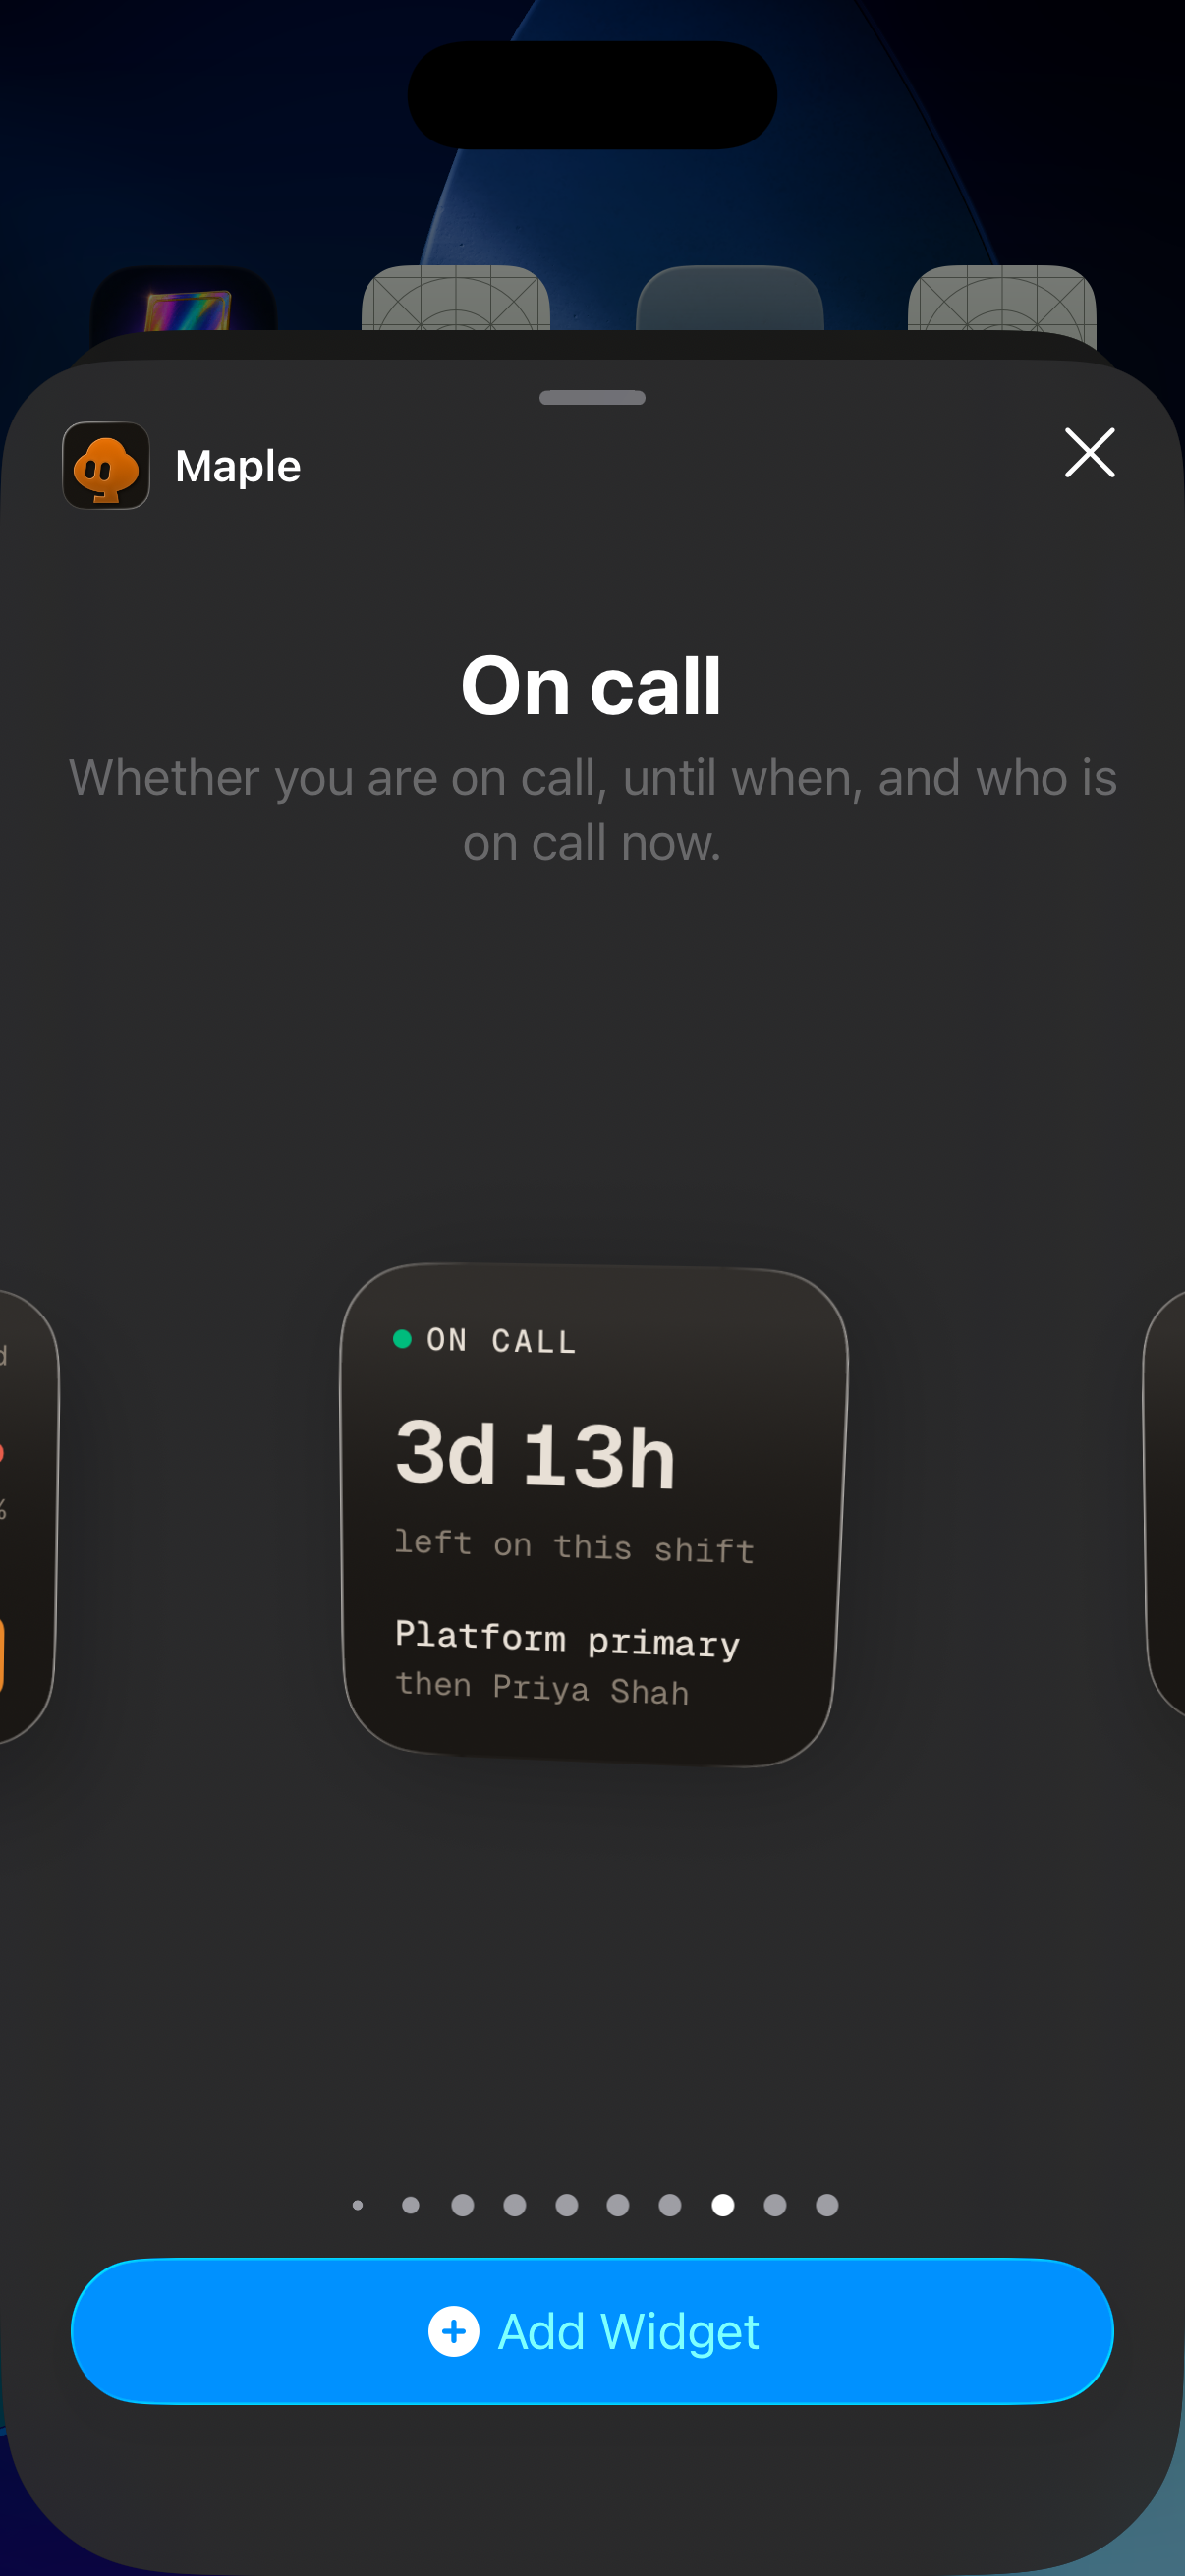 Maple
On call
Whether you are on call, until when, and who is
on call now.
d
%
ON CALL
3d 13h
left on this shift
Platform primary
then Priya Shah
Add Widget